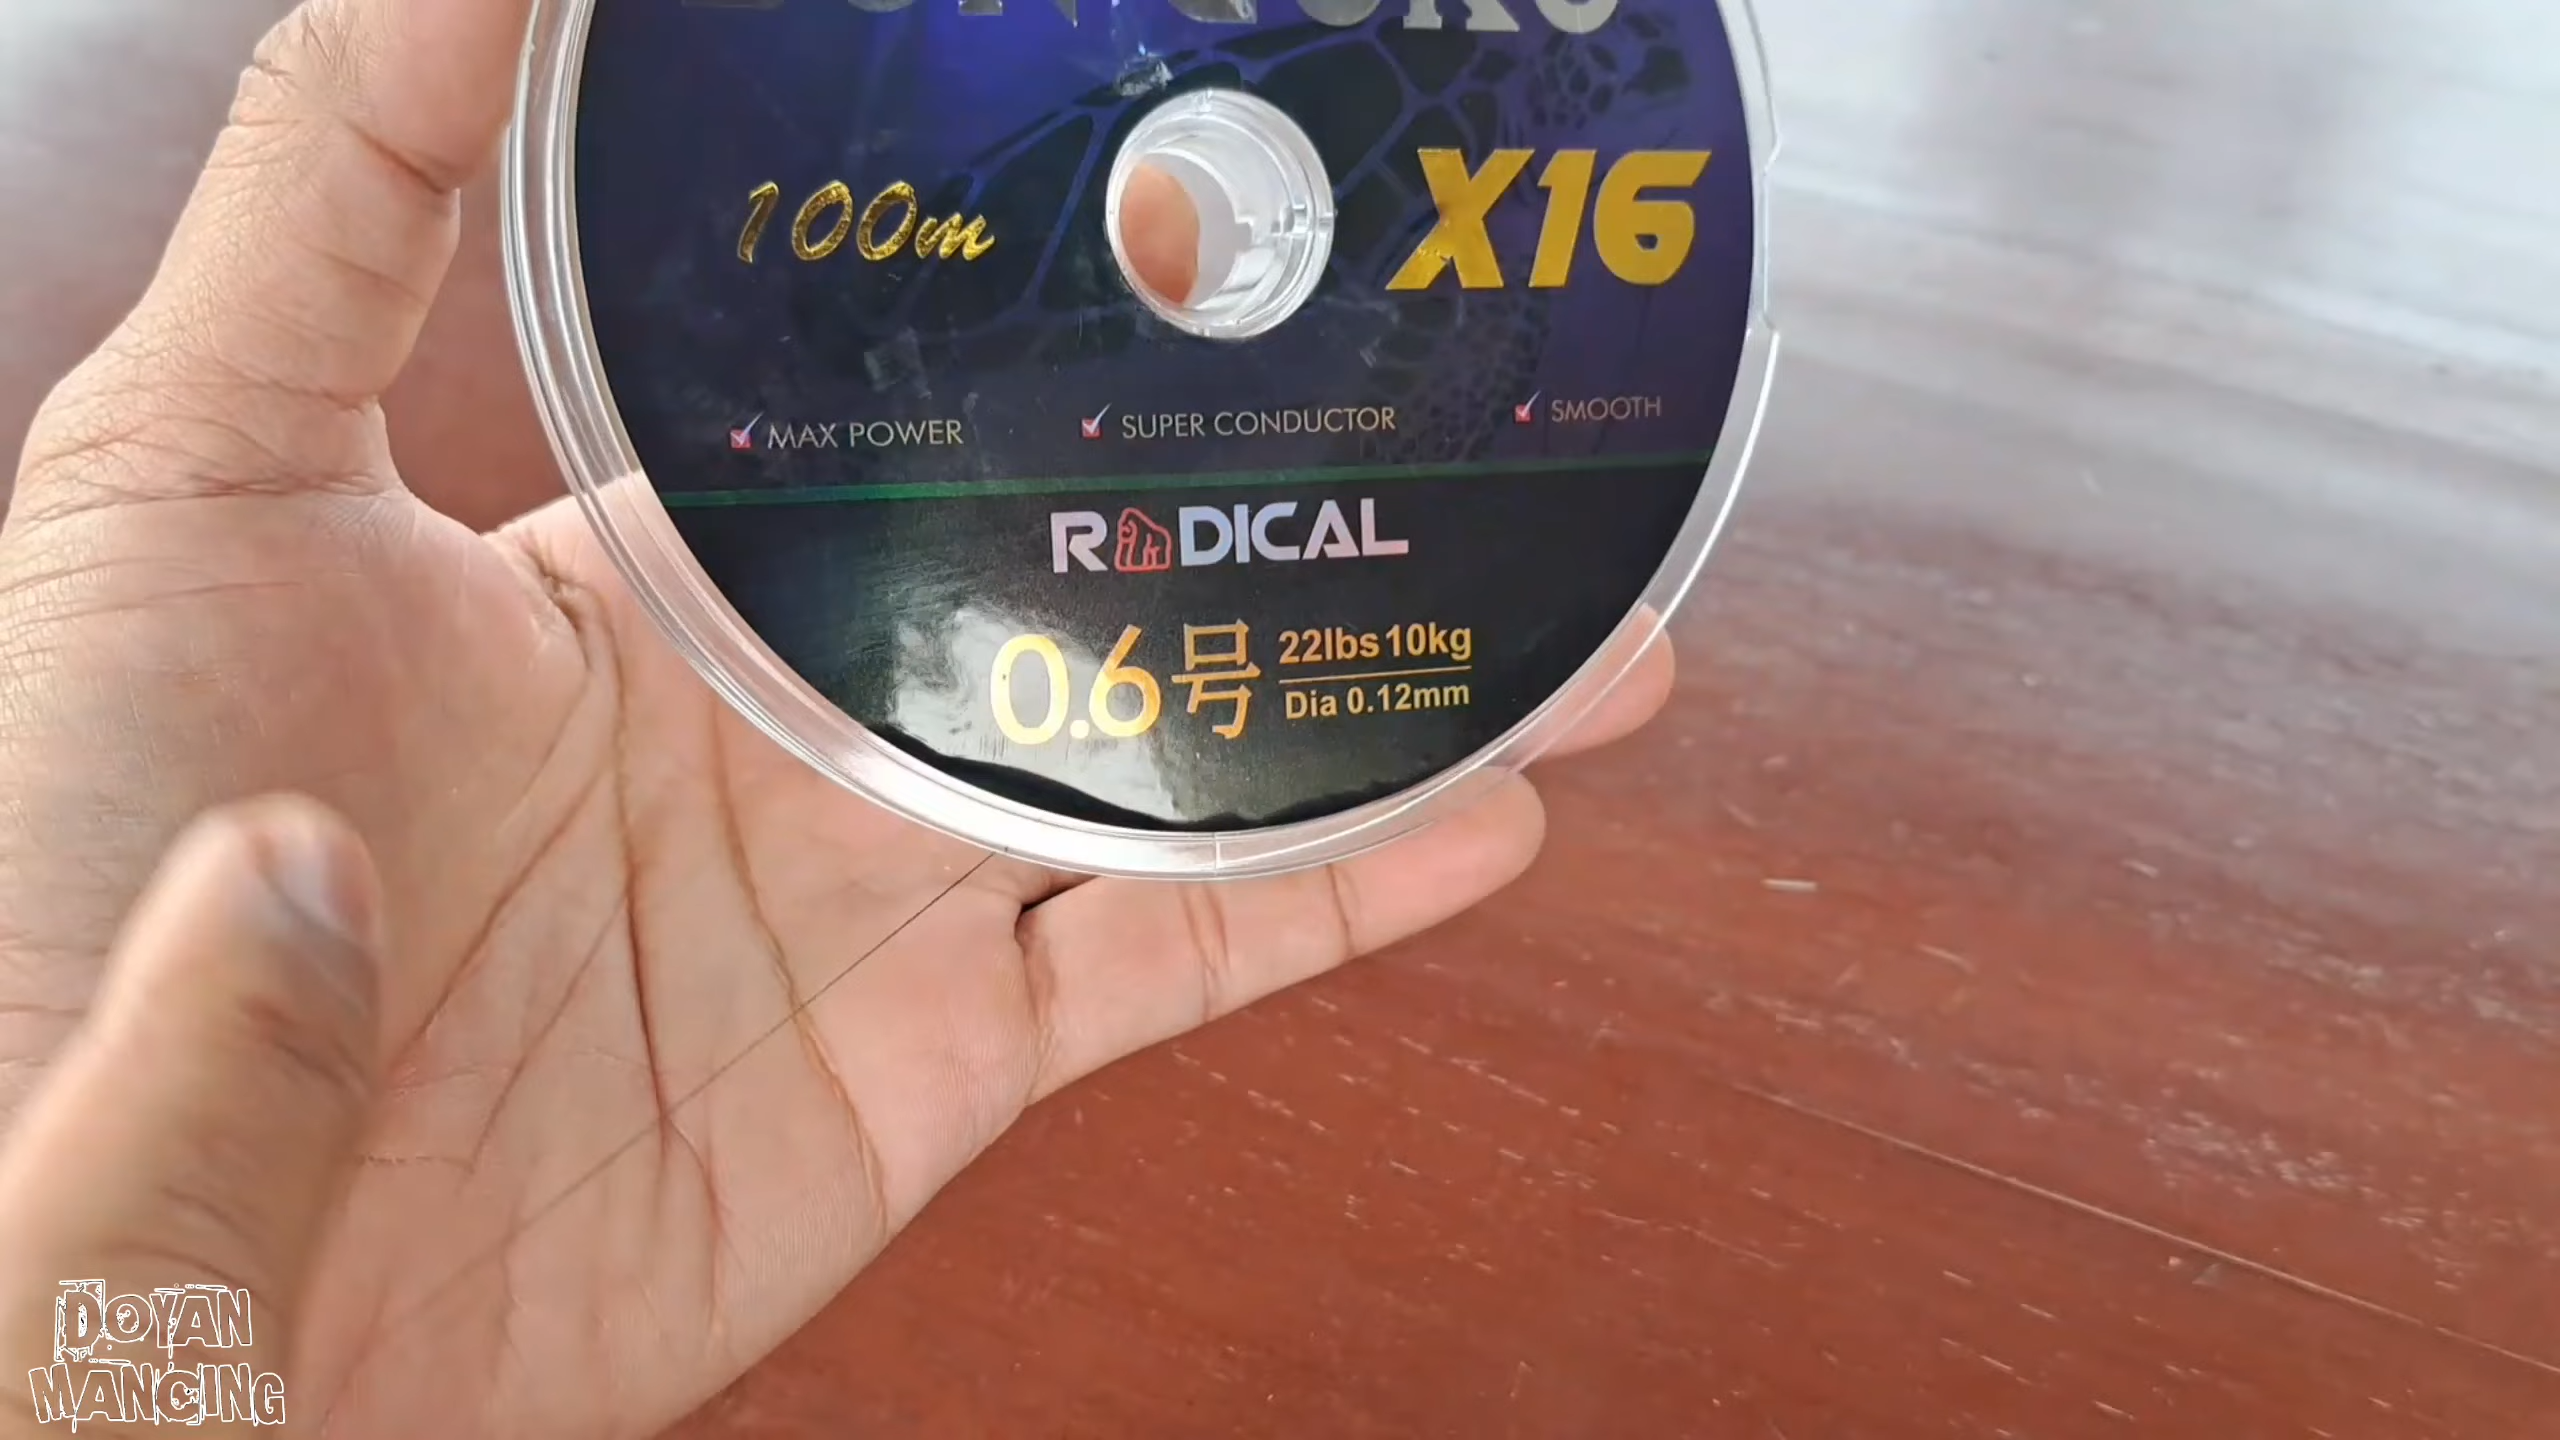 100m
X16
MAX POWER
SUPER CONDUCTOR
SMOOTH
RADICAL
0.6号
22lbs 10kg
Dia 0.12mm
DOYAN
MANCING